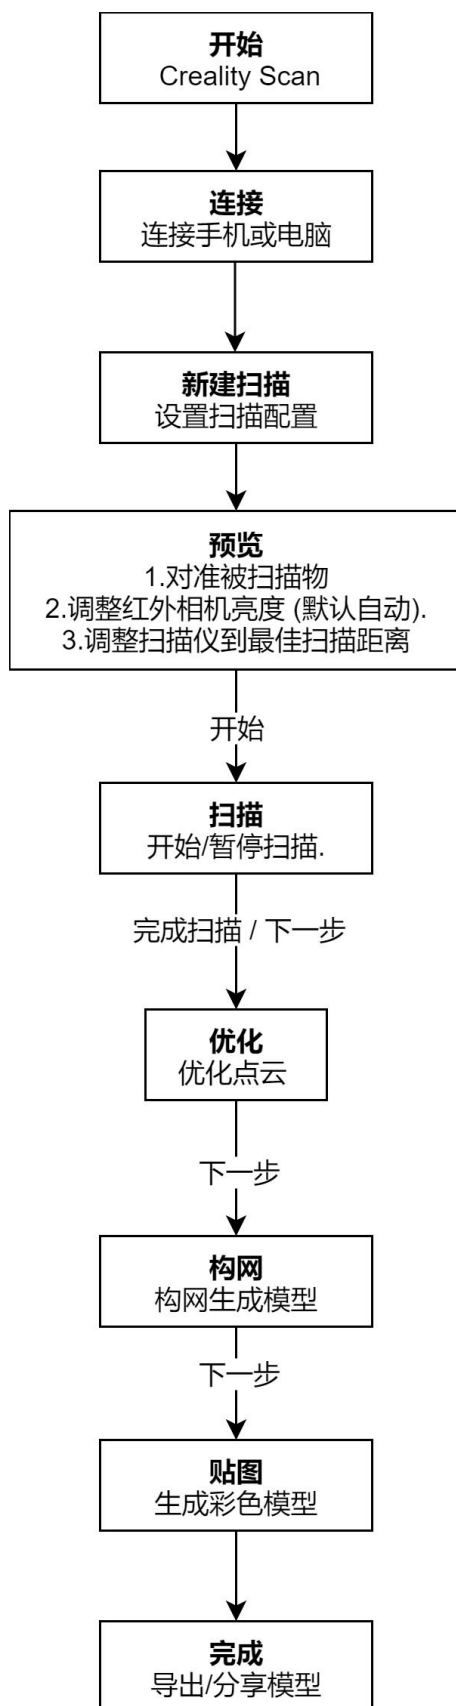 开始
Creality Scan
连接
连接手机或电脑
新建扫描
设置扫描配置
预览
1.对准被扫描物
2.调整红外相机亮度 (默认自动).
3.调整扫描仪到最佳扫描距离
开始
扫描
开始/暂停扫描.
完成扫描 / 下一步
优化
优化点云
下一步
构网
构网生成模型
下一步
贴图
生成彩色模型
完成
导出/分享模型